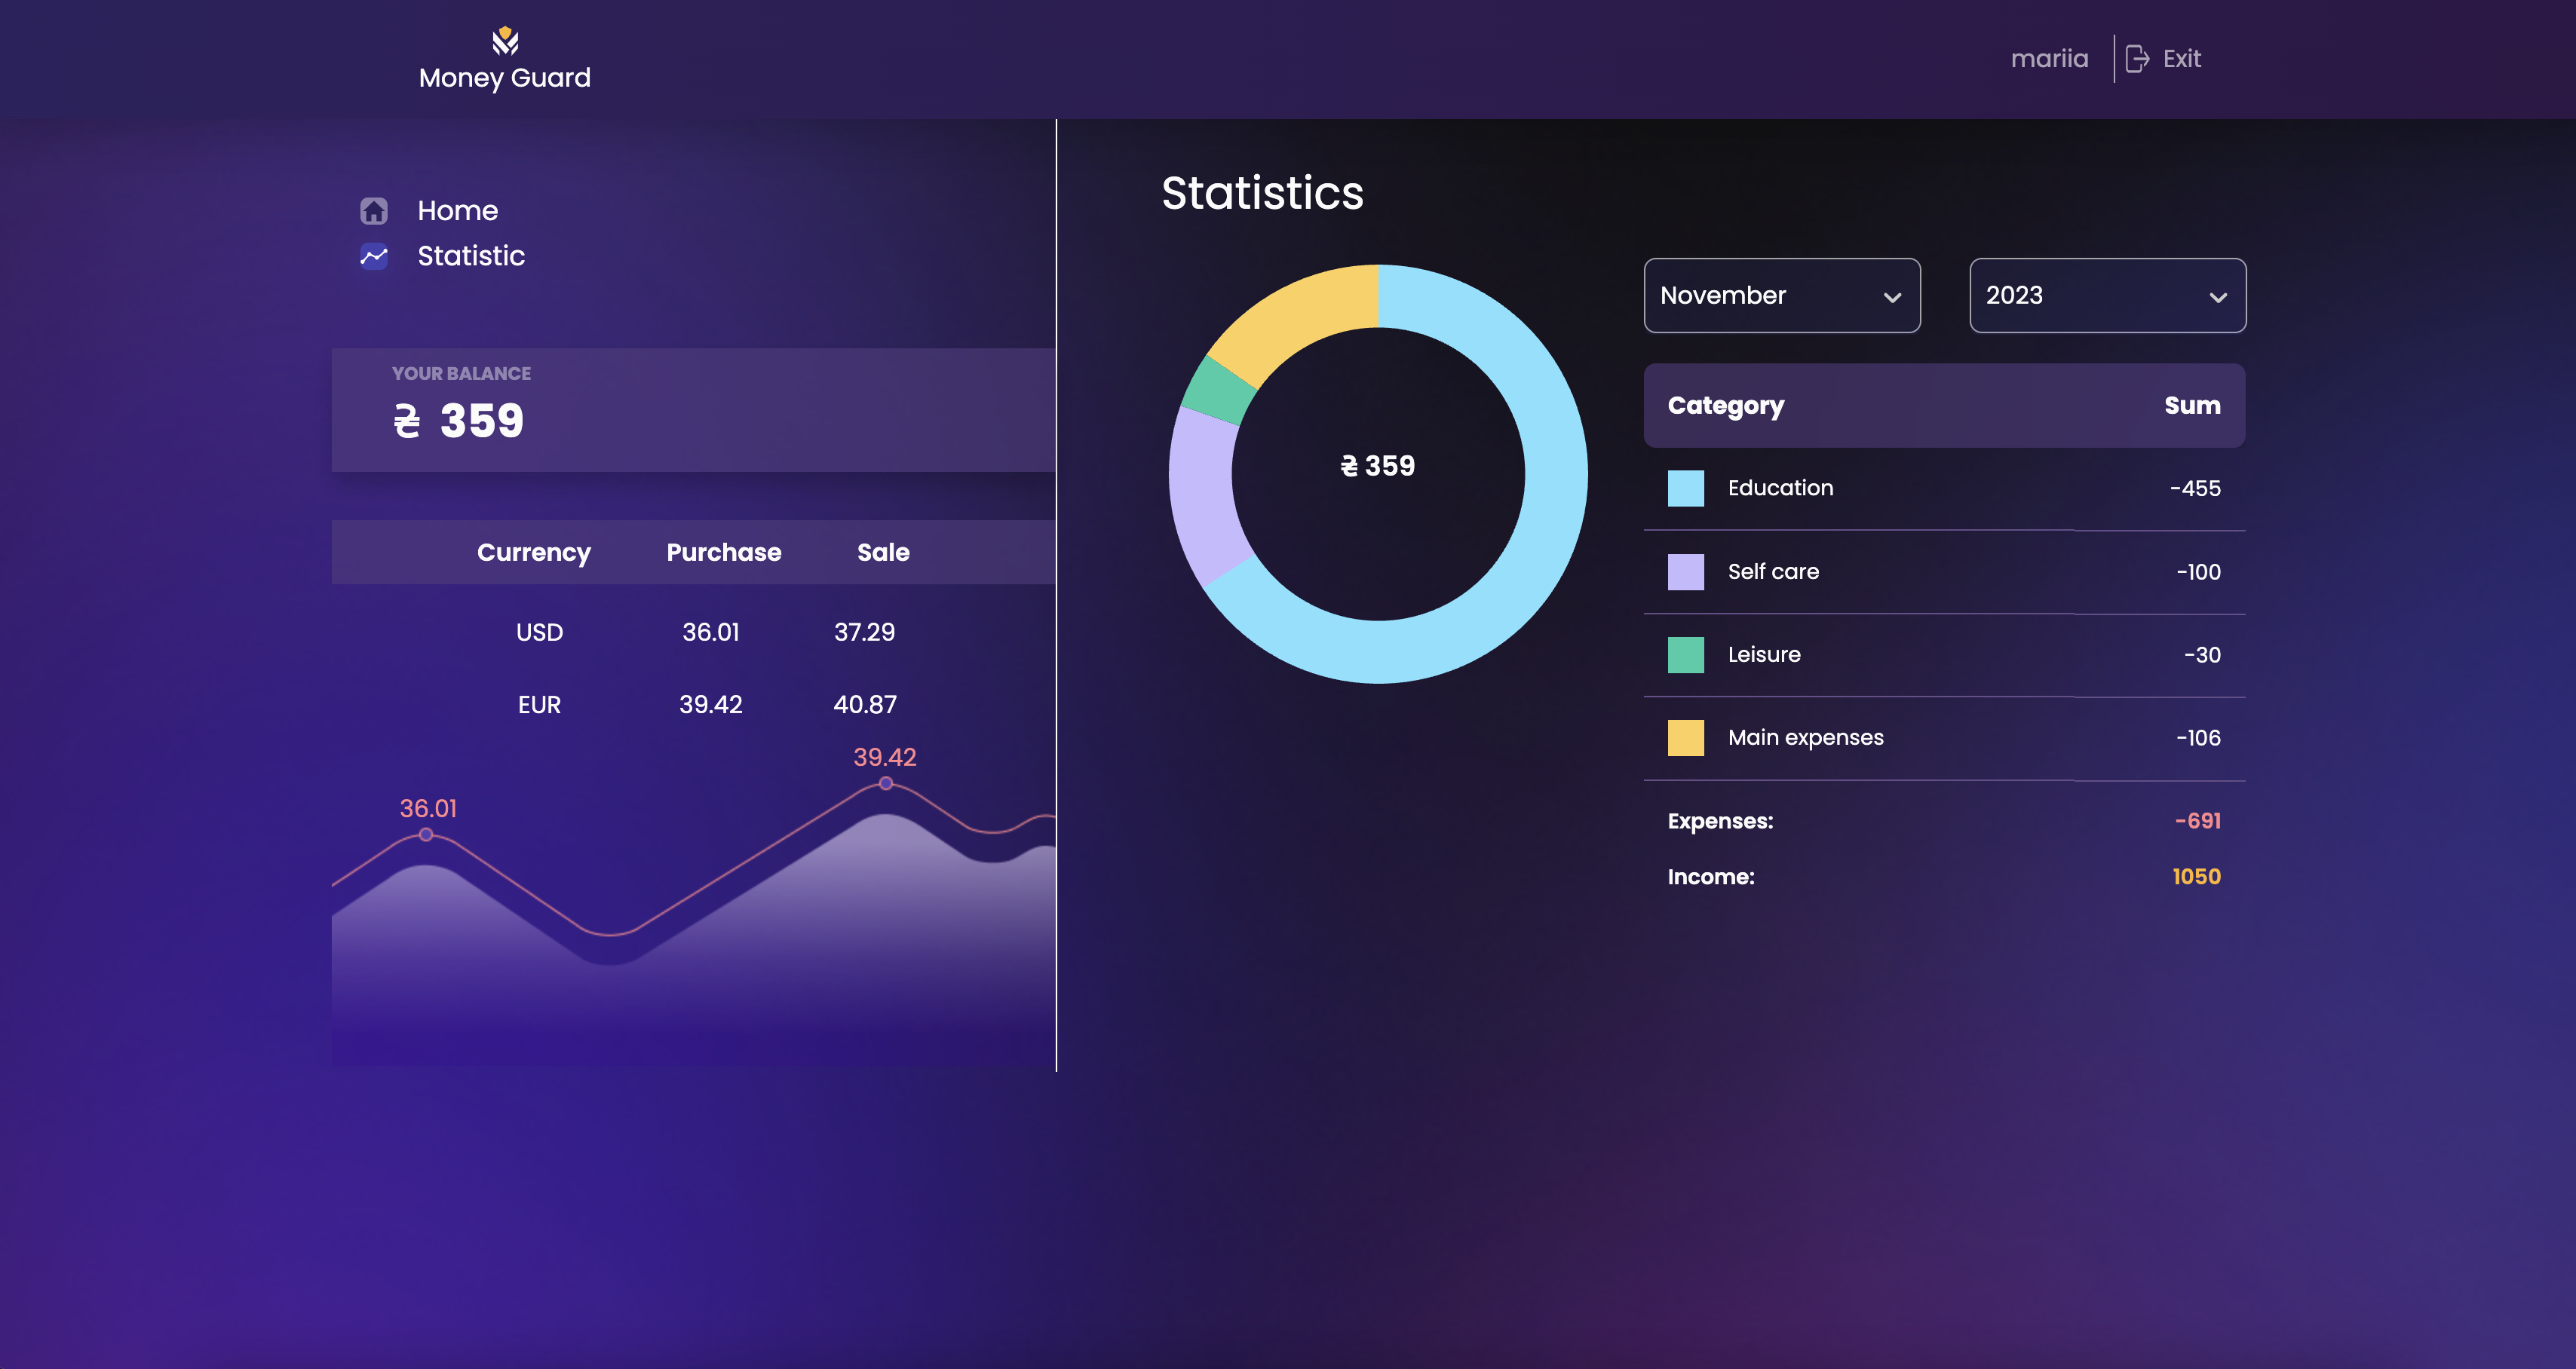 Money Guard
mariia
Exit
Home
Statistic
YOUR BALANCE
₴ 359
Currency Purchase Sale
USD 36.01 37.29
EUR 39.42 40.87
36.01
39.42
Statistics
₴ 359
November
2023
Category Sum
Education -455
Self care -100
Leisure -30
Main expenses -106
Expenses: -691
Income: 1050